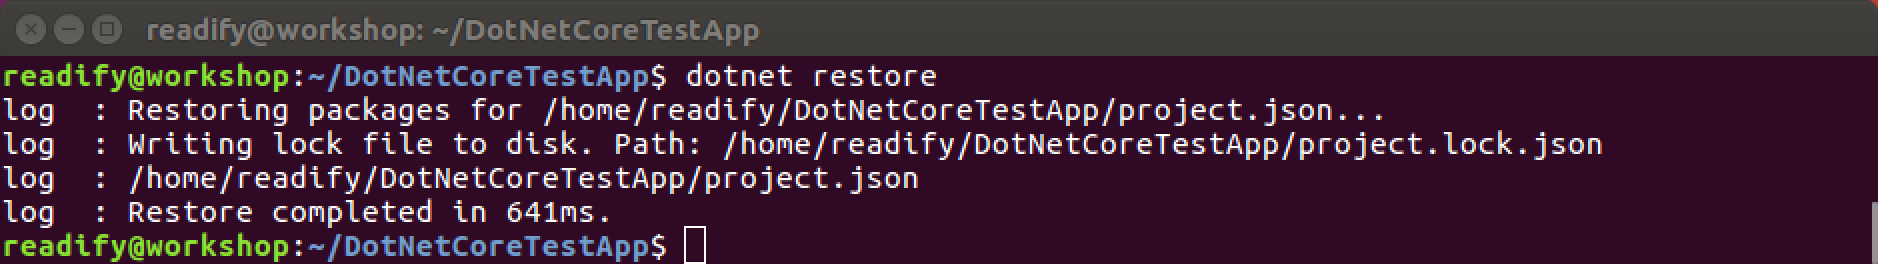 readify@workshop: ~/DotNetCoreTestApp
readify@workshop:~/DotNetCoreTestApp$ dotnet restore
log  : Restoring packages for /home/readify/DotNetCoreTestApp/project.json...
log  : Writing lock file to disk. Path: /home/readify/DotNetCoreTestApp/project.lock.json
log  : /home/readify/DotNetCoreTestApp/project.json
log  : Restore completed in 641ms.
readify@workshop:~/DotNetCoreTestApp$